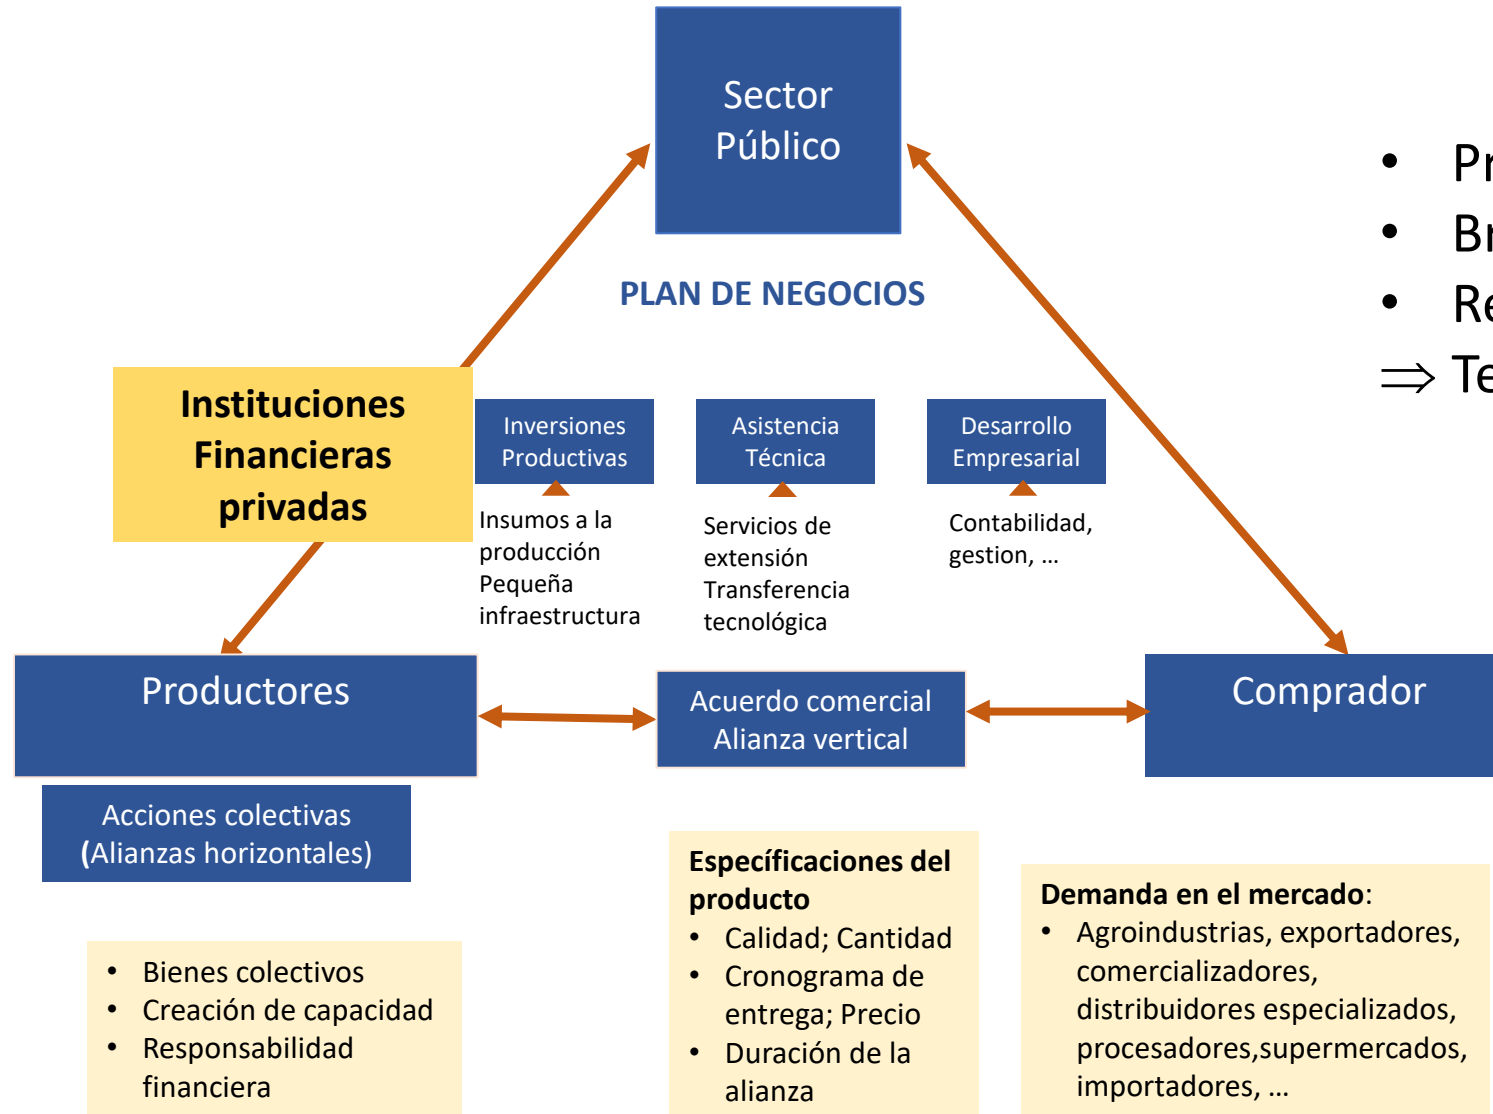 Sector
Público
PLAN DE NEGOCIOS
Instituciones
Financieras
privadas
Inversiones
Productivas
Asistencia
Técnica
Desarrollo
Empresarial
Insumos a la
producción
Pequeña
infraestructura
Servicios de
extensión
Transferencia
tecnológica
Contabilidad,
gestion, ...
Productores
Acuerdo comercial
Alianza vertical
Comprador
Acciones colectivas
(Alianzas horizontales)
• Bienes colectivos
• Creación de capacidad
• Responsabilidad
financiera
Específicaciones del
producto
• Calidad; Cantidad
• Cronograma de
entrega; Precio
• Duración de la
alianza
Demanda en el mercado:
• Agroindustrias, exportadores,
comercializadores,
distribuidores especializados,
procesadores,supermercados,
importadores, ...